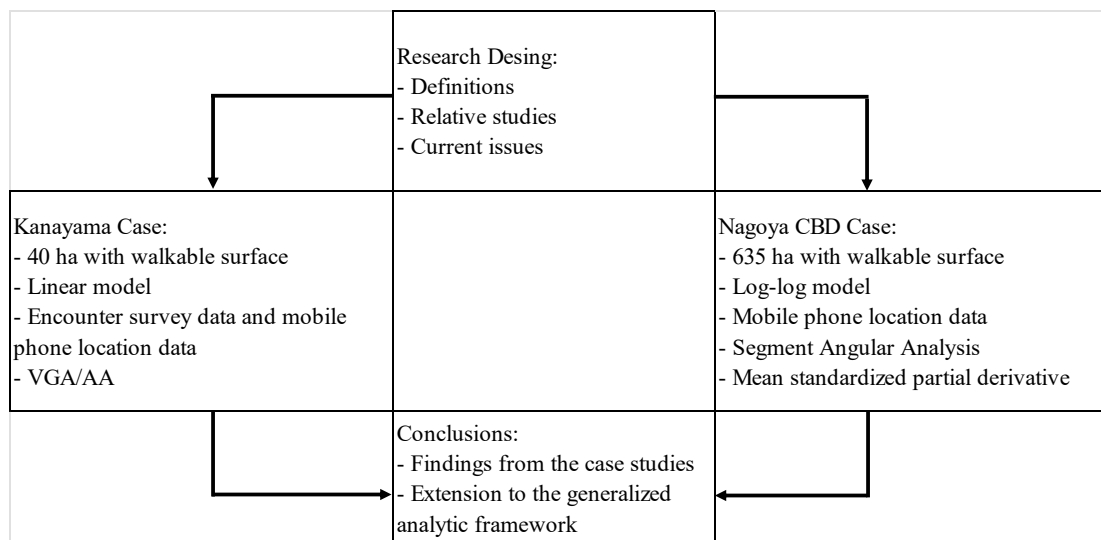 Research Desing:
- Definitions
- Relative studies
- Current issues
Kanayama Case:
- 40 ha with walkable surface
- Linear model
- Encounter survey data and mobile
phone location data
- VGA/AA
Nagoya CBD Case:
- 635 ha with walkable surface
- Log-log model
- Mobile phone location data
- Segment Angular Analysis
- Mean standardized partial derivative
Conclusions:
- Findings from the case studies
- Extension to the generalized
analytic framework